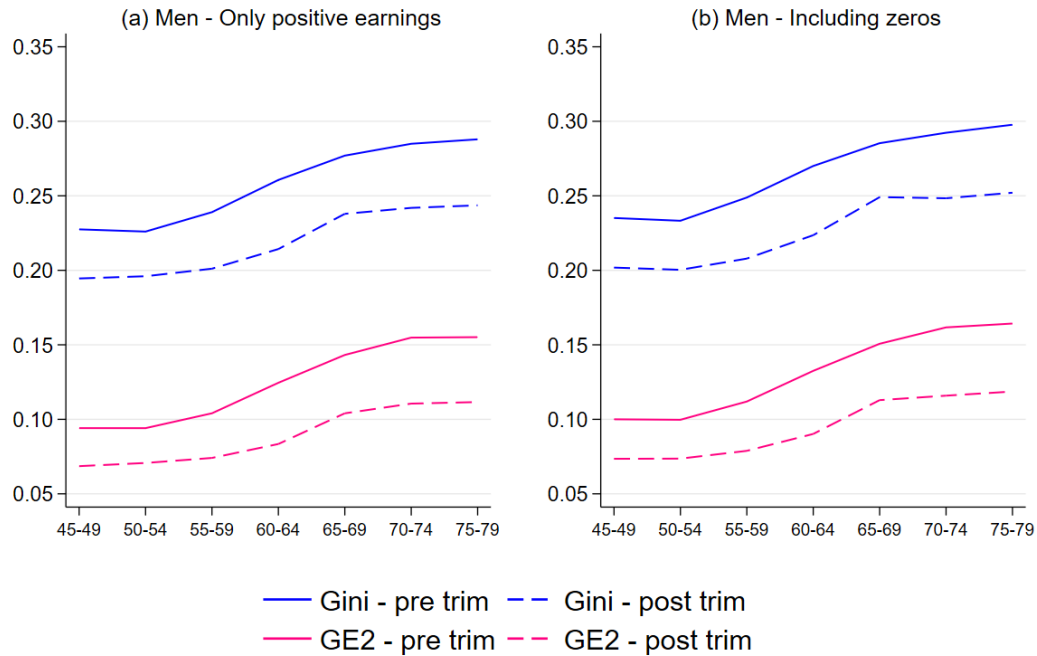 (a) Men - Only positive earnings
0.35
0.30
0.25
0.20
0.15
0.10
0.05
45-49 50-54 55-59 60-64 65-69 70-74 75-79
(b) Men - Including zeros
0.35
0.30
0.25
0.20
0.15
0.10
0.05
45-49 50-54 55-59 60-64 65-69 70-74 75-79
Gini - pre trim Gini - post trim
GE2 - pre trim GE2 - post trim